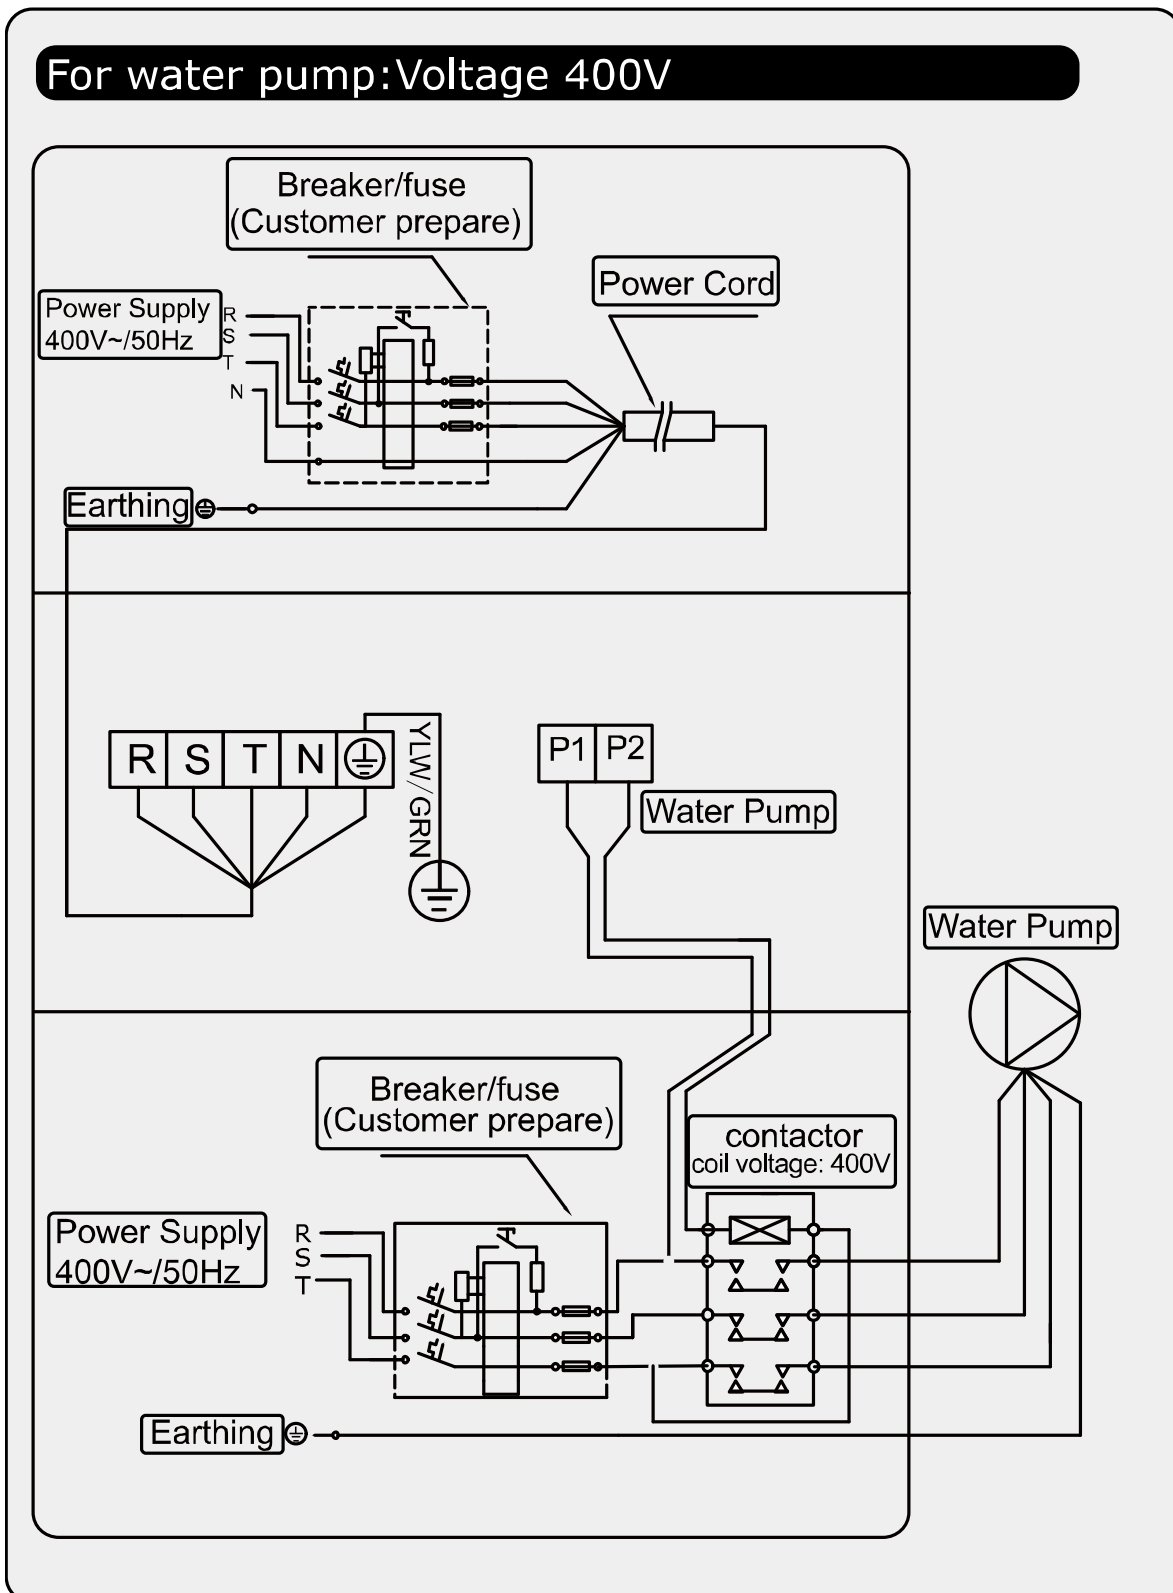 For water pump:Voltage 400V
Breaker/fuse
(Customer prepare)
Power Cord
Power Supply
400V~/50Hz
R
S
T
N
Earthing
R S T N
YLW/GRN
P1 P2
Water Pump
Water Pump
Breaker/fuse
(Customer prepare)
contactor
coil voltage: 400V
Power Supply
400V~/50Hz
R
S
T
Earthing